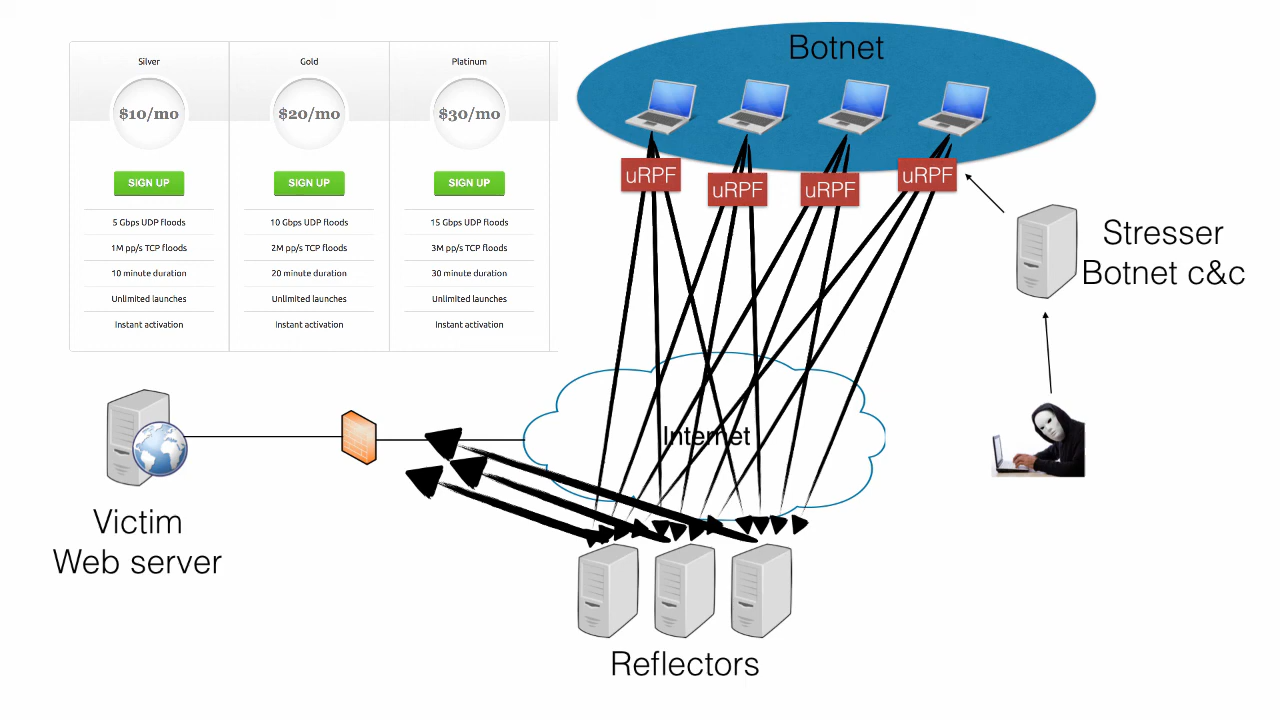 Silver
$10/mo
SIGN UP
5 Gbps UDP floods
1M pp/s TCP floods
10 minute duration
Unlimited launches
Instant activation
Gold
$20/mo
SIGN UP
10 Gbps UDP floods
2M pp/s TCP floods
20 minute duration
Unlimited launches
Instant activation
Platinum
$30/mo
SIGN UP
15 Gbps UDP floods
3M pp/s TCP floods
30 minute duration
Unlimited launches
Instant activation
Botnet
uRPF
uRPF
uRPF
uRPF
Stresser
Botnet c&c
Internet
Victim
Web server
Reflectors